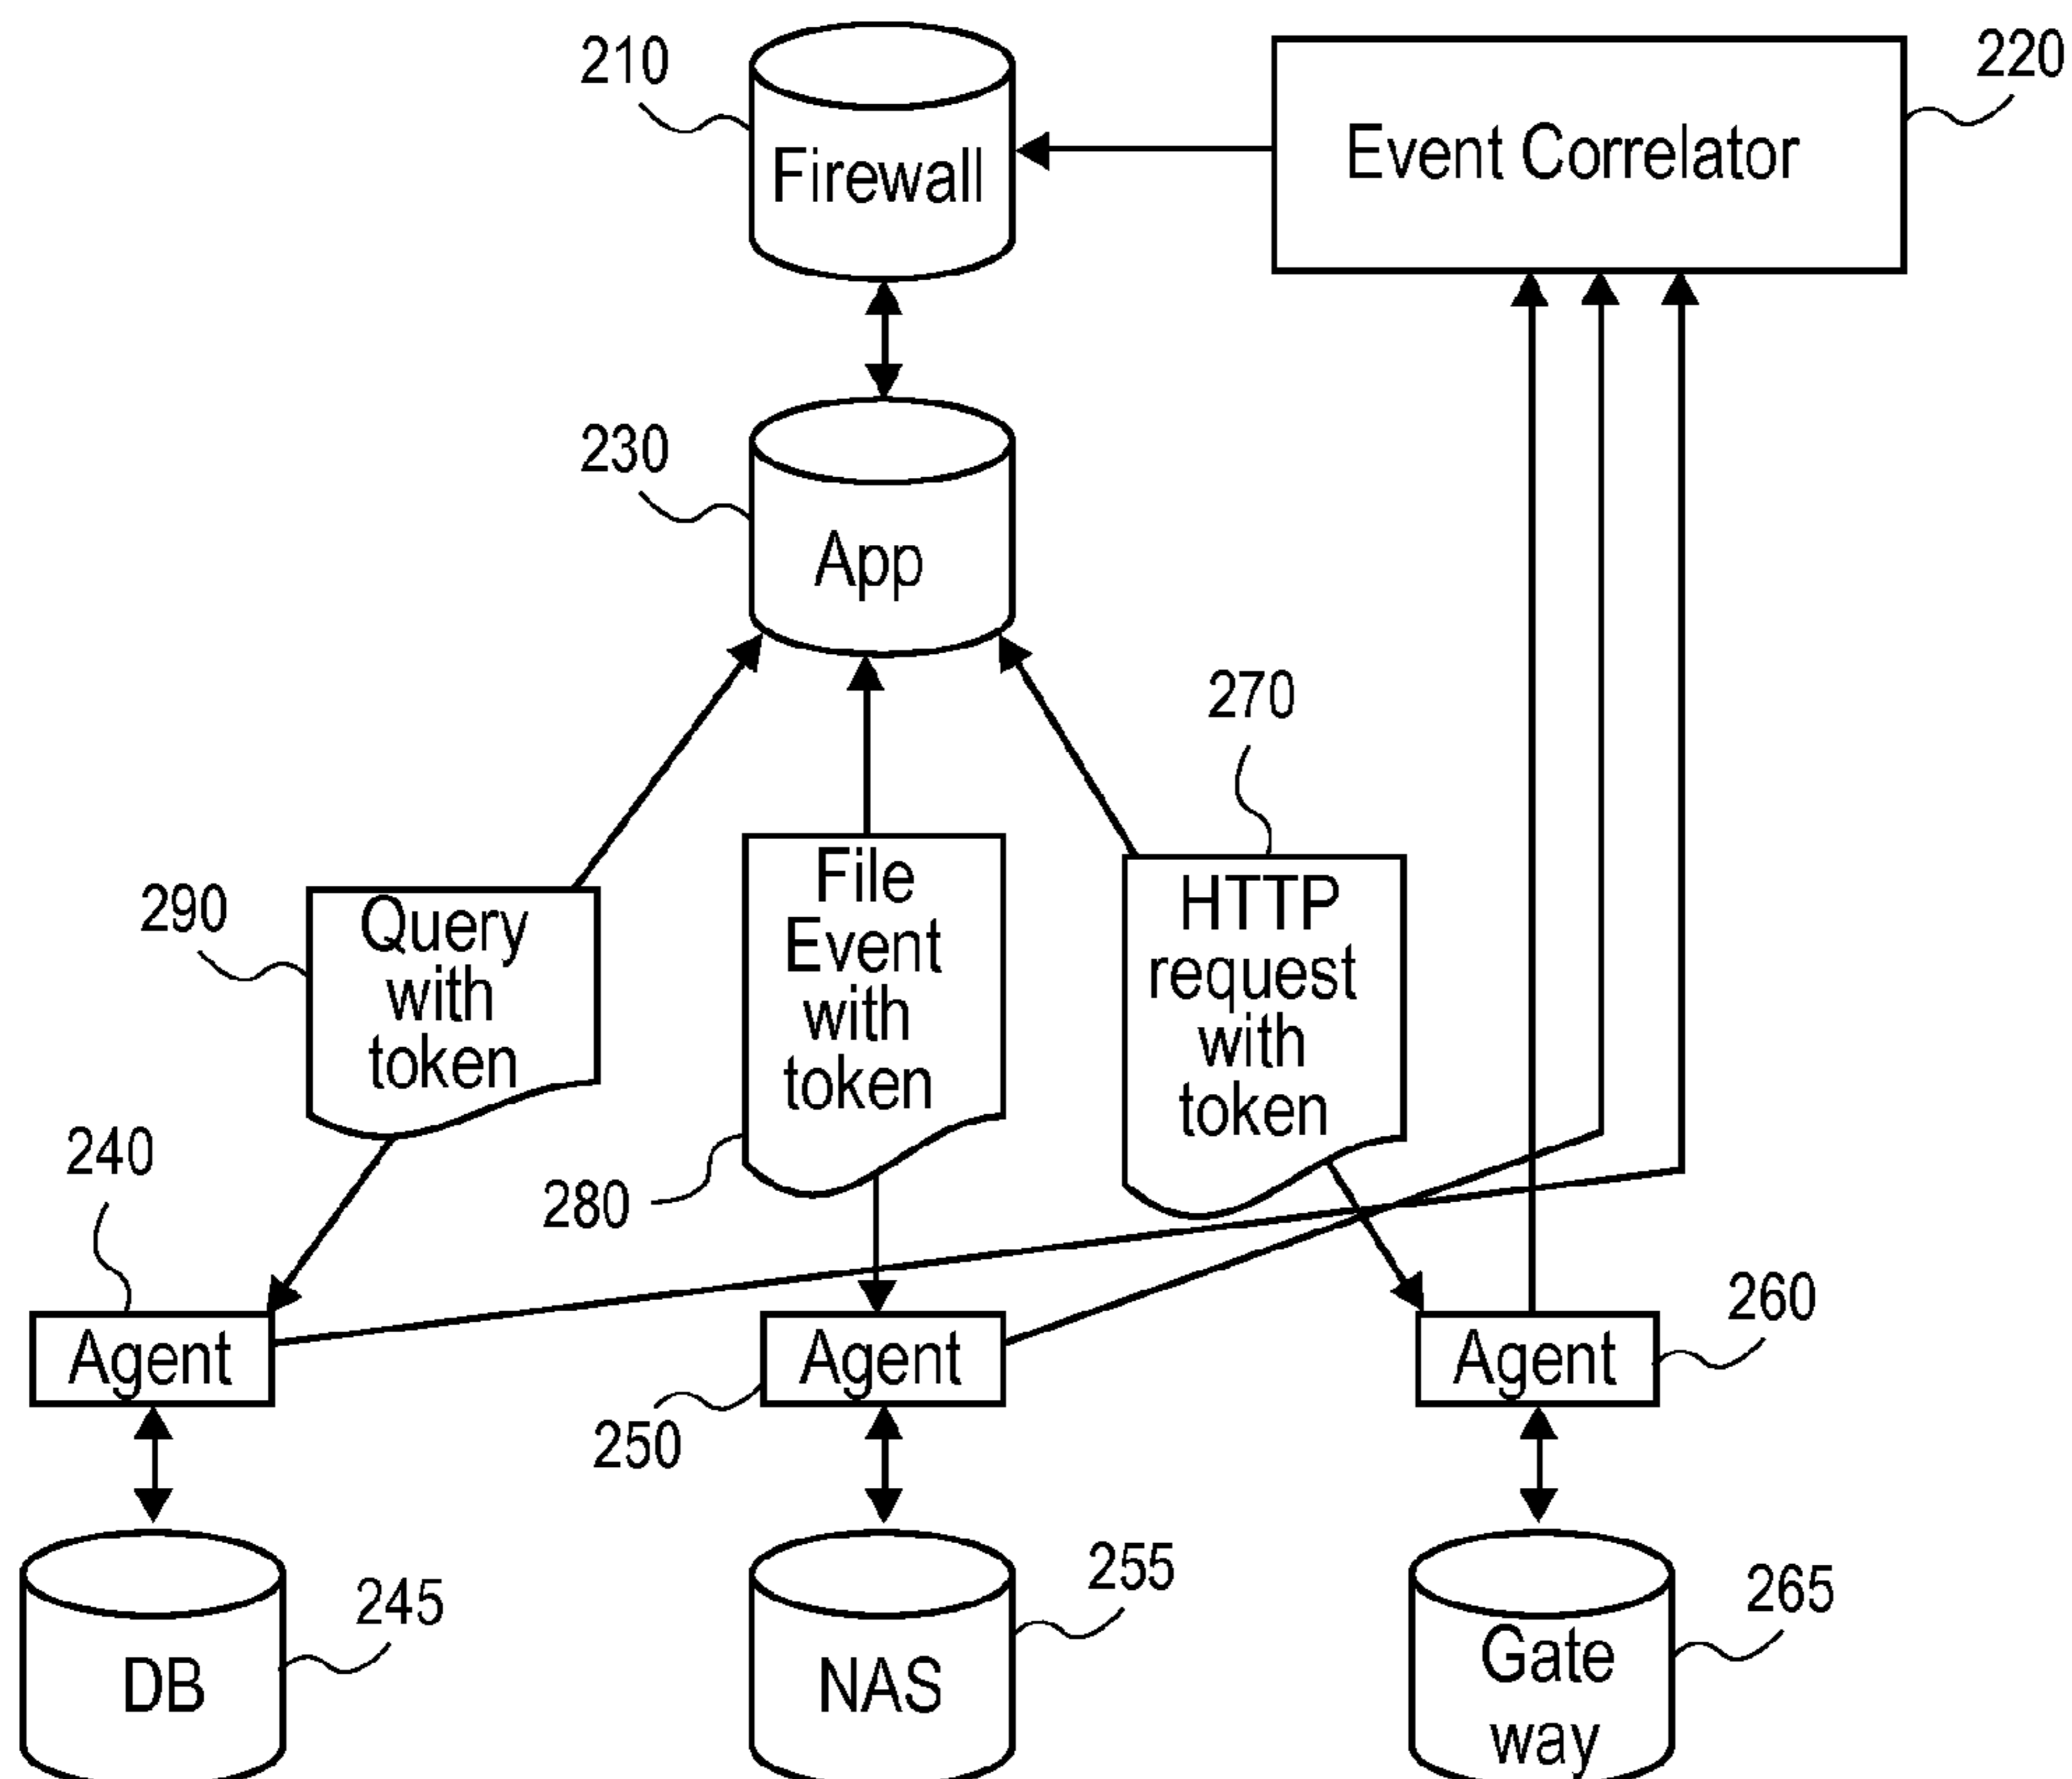 210
Firewall
Event Correlator
220
230
App
270
290
Query
with
token
File
Event
with
token
HTTP
request
with
token
240
280
Agent
250
Agent
Agent
260
DB
245
NAS
255
Gate
way
265